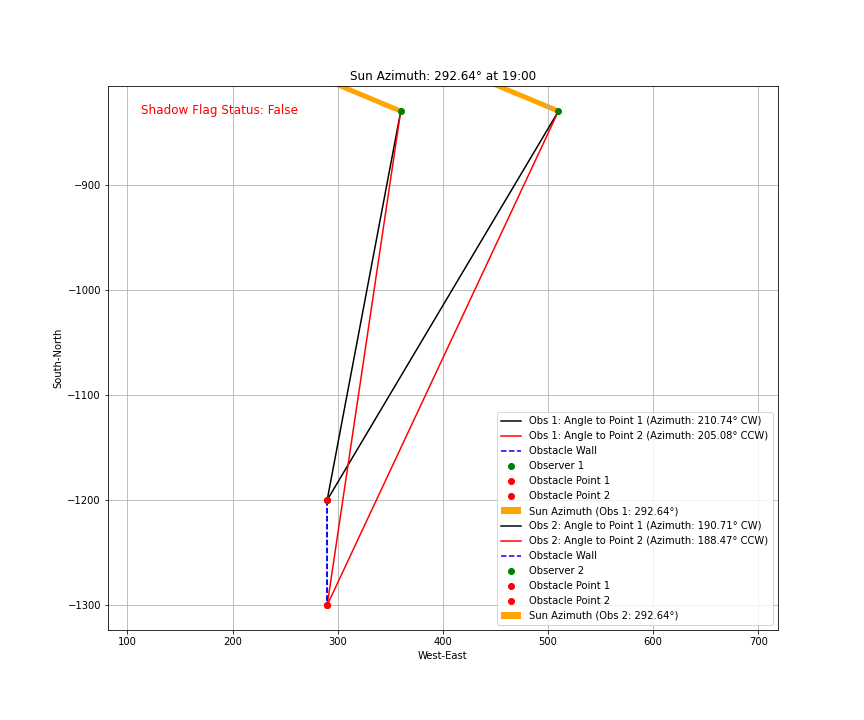 Sun Azimuth: 292.64° at 19:00
Shadow Flag Status: False
−900
−1000
−1100
−1200
−1300
South-North
Obs 1: Angle to Point 1 (Azimuth: 210.74° CW)
Obs 1: Angle to Point 2 (Azimuth: 205.08° CCW)
Obstacle Wall
Observer 1
Obstacle Point 1
Obstacle Point 2
Sun Azimuth (Obs 1: 292.64°)
Obs 2: Angle to Point 1 (Azimuth: 190.71° CW)
Obs 2: Angle to Point 2 (Azimuth: 188.47° CCW)
Obstacle Wall
Observer 2
Obstacle Point 1
Obstacle Point 2
Sun Azimuth (Obs 2: 292.64°)
100 200 300 400 500 600 700
West-East